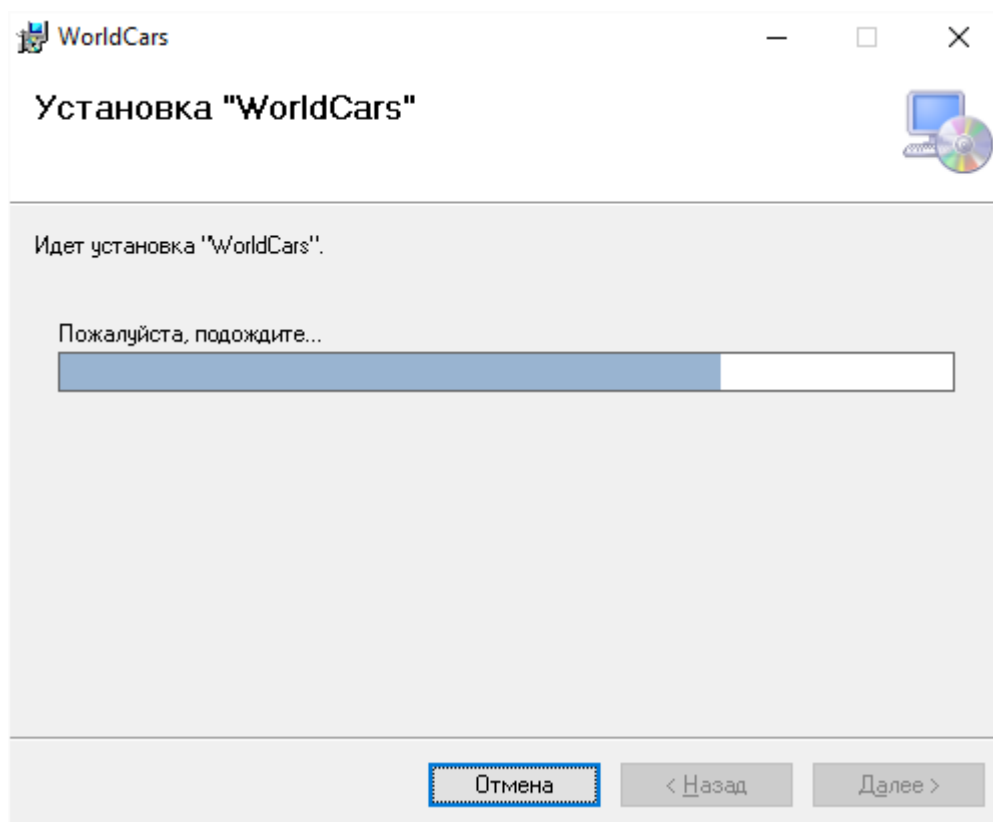 WorldCars
Установка "WorldCars"
Идет установка "WorldCars".
Пожалуйста, подождите...
Отмена
< Назад
Далее >